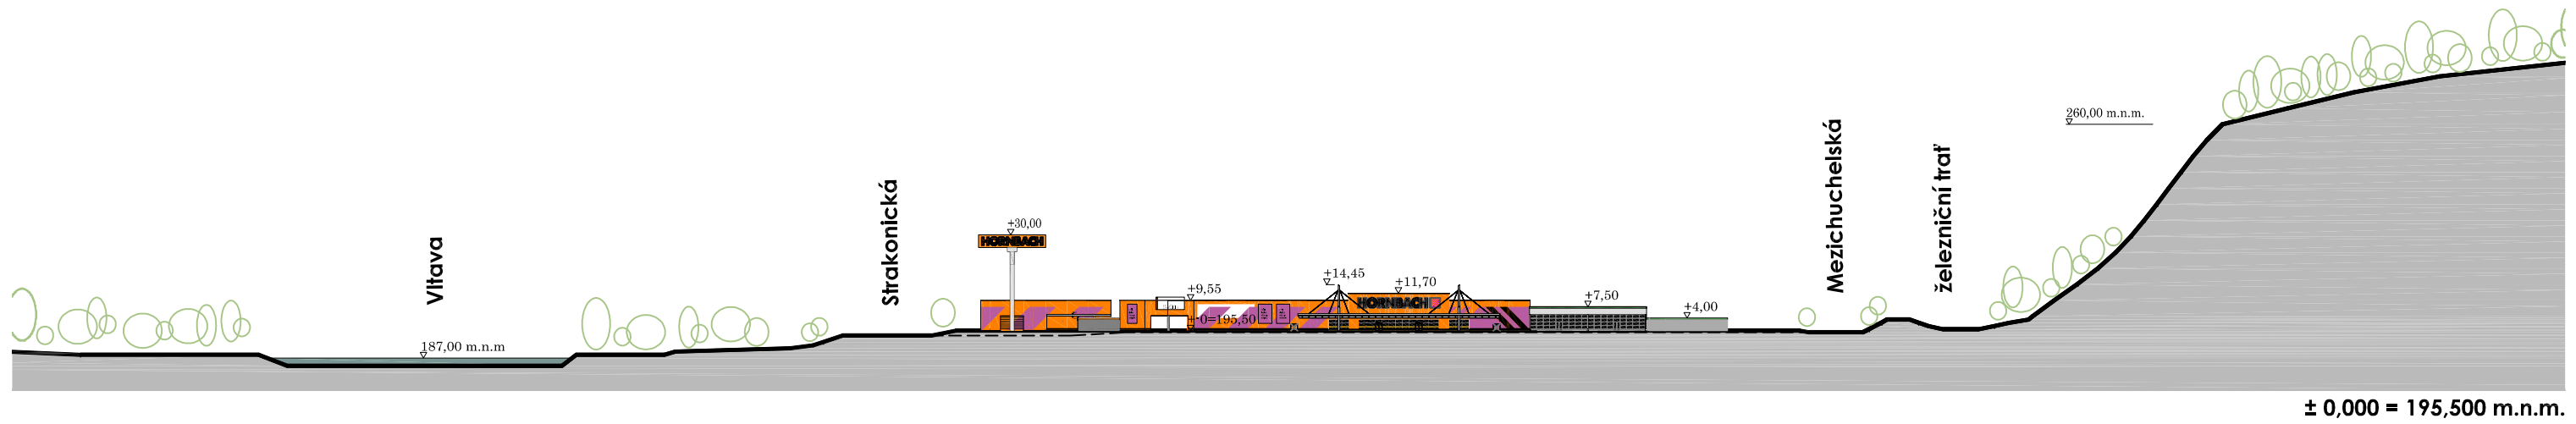 Vltava
187,00 m.n.m
Strakonická
+30,00
HORNBACH
+9,55
+-0=195,50
+14,45
+11,70
HORNBACH
+7,50
+4,00
Mezichuchelská
železniční trať
260,00 m.n.m.
± 0,000 = 195,500 m.n.m.